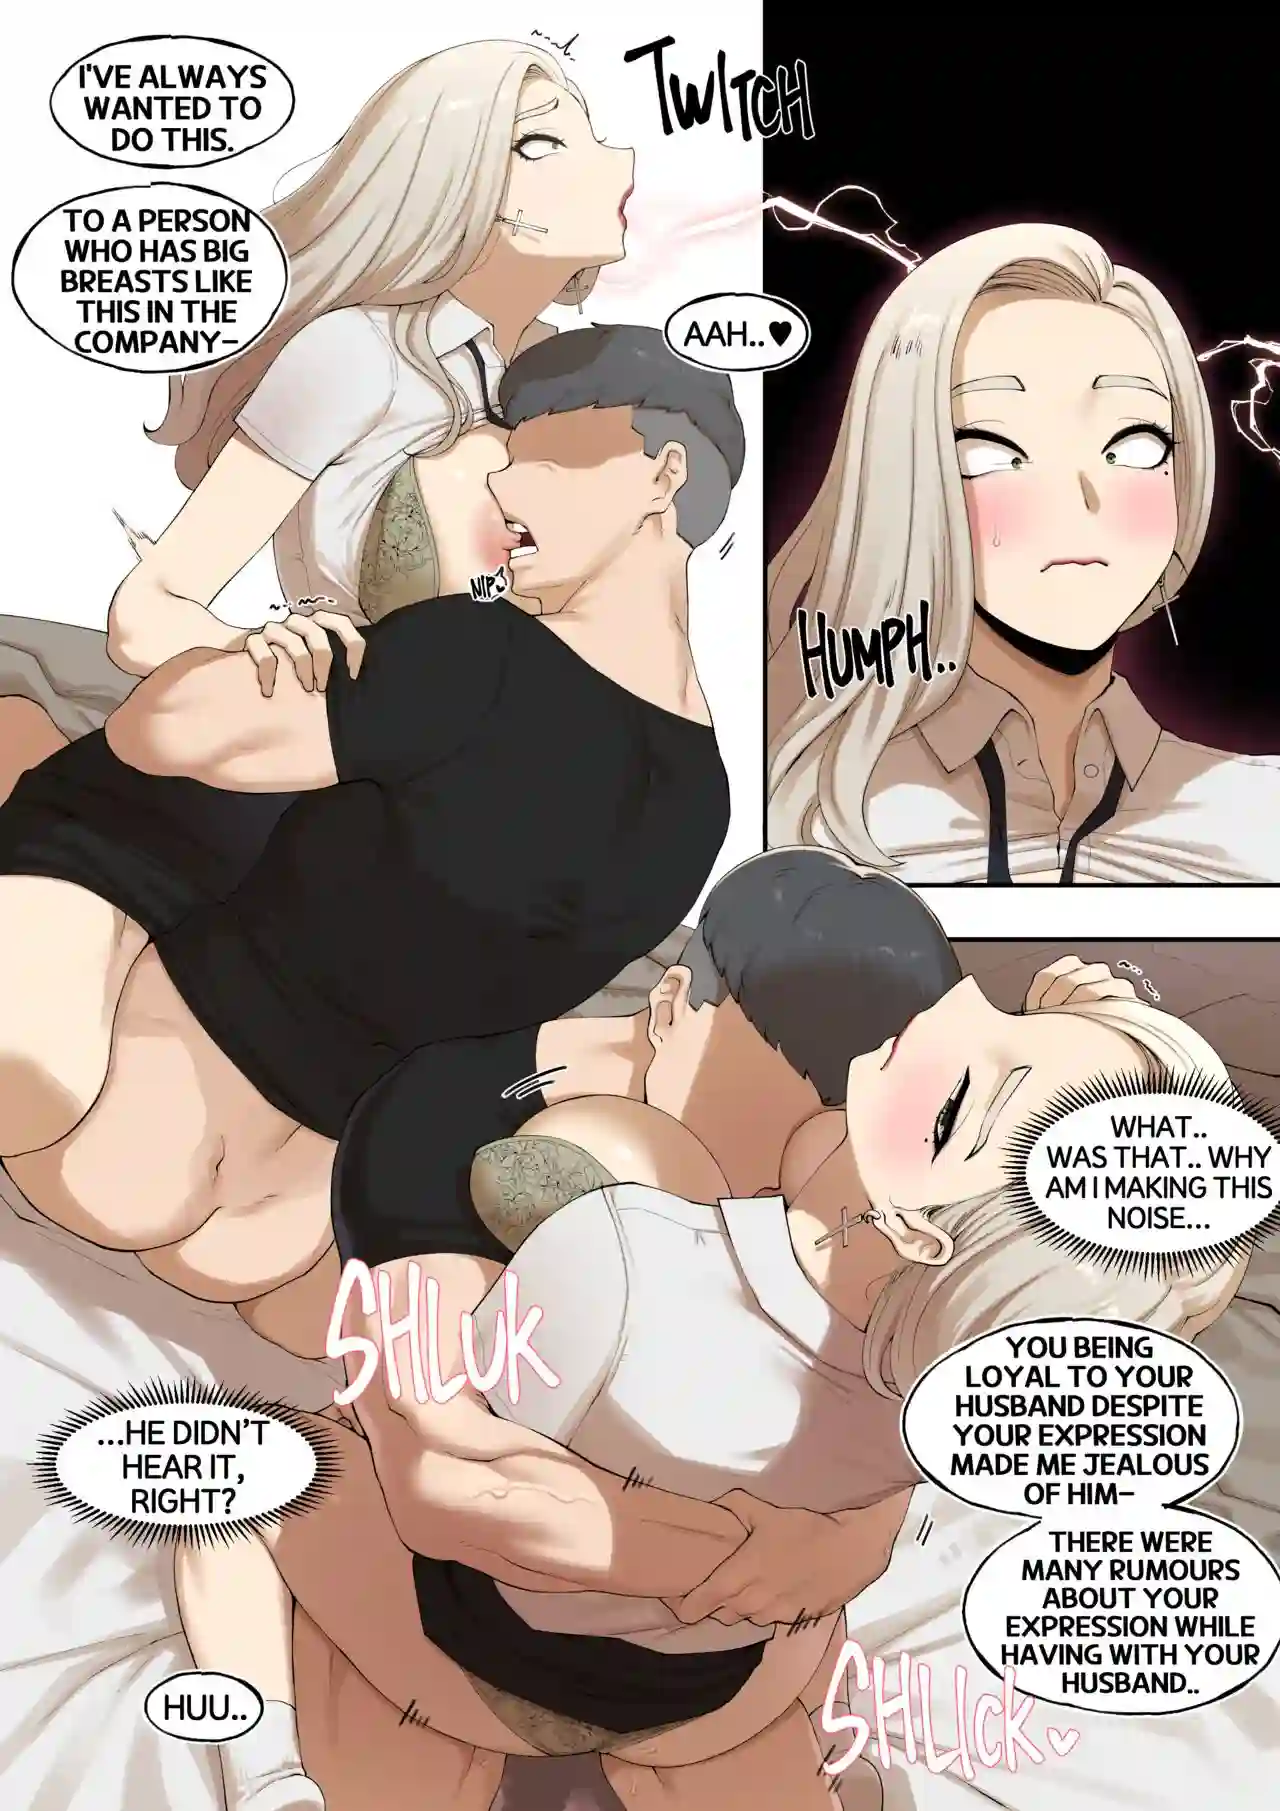 I'VE ALWAYS
WANTED TO
DO THIS.
TO A PERSON
WHO HAS BIG
BREASTS LIKE
THIS IN THE
COMPANY-
TWITCH
AAH..♥
NIP
HUMPH..
WHAT..
WAS THAT.. WHY
AM I MAKING THIS
NOISE...
SHLUK
YOU BEING
LOYAL TO YOUR
HUSBAND DESPITE
YOUR EXPRESSION
MADE ME JEALOUS
OF HIM-
...HE DIDN'T
HEAR IT,
RIGHT?
THERE WERE
MANY RUMOURS
ABOUT YOUR
EXPRESSION WHILE
HAVING WITH YOUR
HUSBAND..
HUU..
SHLICK♡